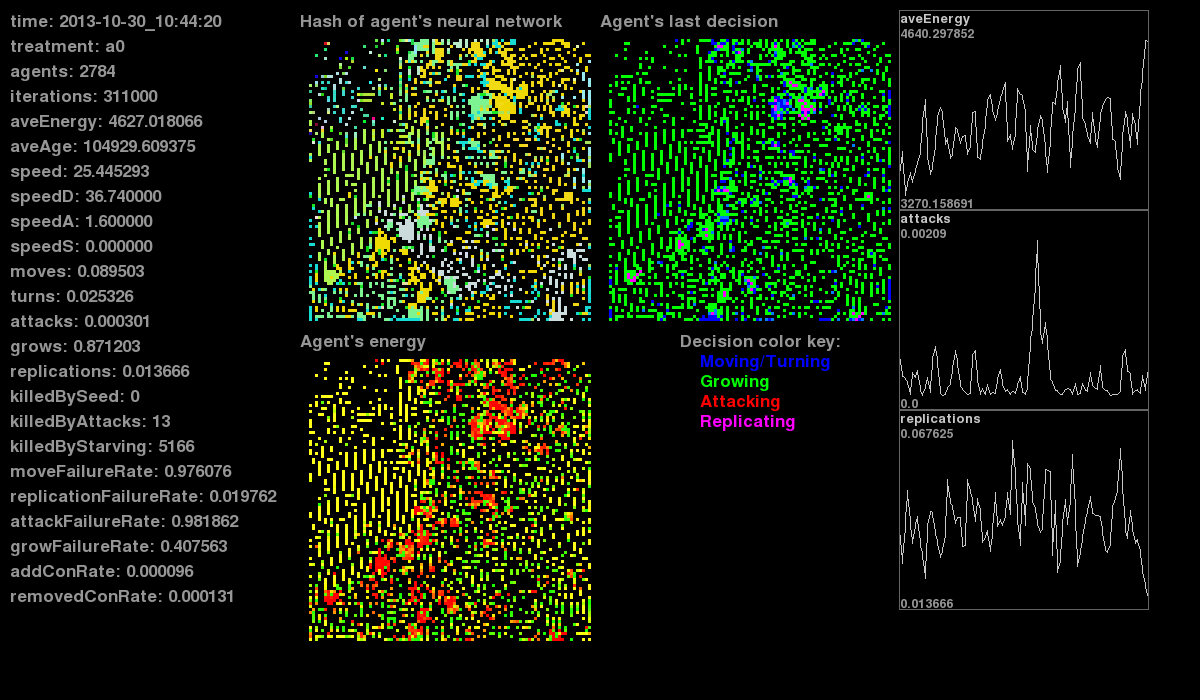 time: 2013-10-30_10:44:20
treatment: a0
agents: 2784
iterations: 311000
aveEnergy: 4627.018066
aveAge: 104929.609375
speed: 25.445293
speedD: 36.740000
speedA: 1.600000
speedS: 0.000000
moves: 0.089503
turns: 0.025326
attacks: 0.000301
grows: 0.871203
replications: 0.013666
killedBySeed: 0
killedByAttacks: 13
killedByStarving: 5166
moveFailureRate: 0.976076
replicationFailureRate: 0.019762
attackFailureRate: 0.981862
growFailureRate: 0.407563
addConRate: 0.000096
removedConRate: 0.000131
Hash of agent's neural network
Agent's last decision
Agent's energy
Decision color key:
Moving/Turning
Growing
Attacking
Replicating
aveEnergy
4640.297852
3270.158691
attacks
0.00209
0.0
replications
0.067625
0.013666